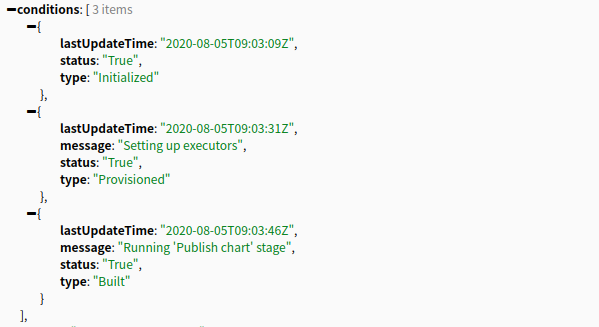 conditions: [ 3 items
{
lastUpdateTime: "2020-08-05T09:03:09Z",
status: "True",
type: "Initialized"
},
{
lastUpdateTime: "2020-08-05T09:03:31Z",
message: "Setting up executors",
status: "True",
type: "Provisioned"
},
{
lastUpdateTime: "2020-08-05T09:03:46Z",
message: "Running 'Publish chart' stage",
status: "True",
type: "Built"
}
],